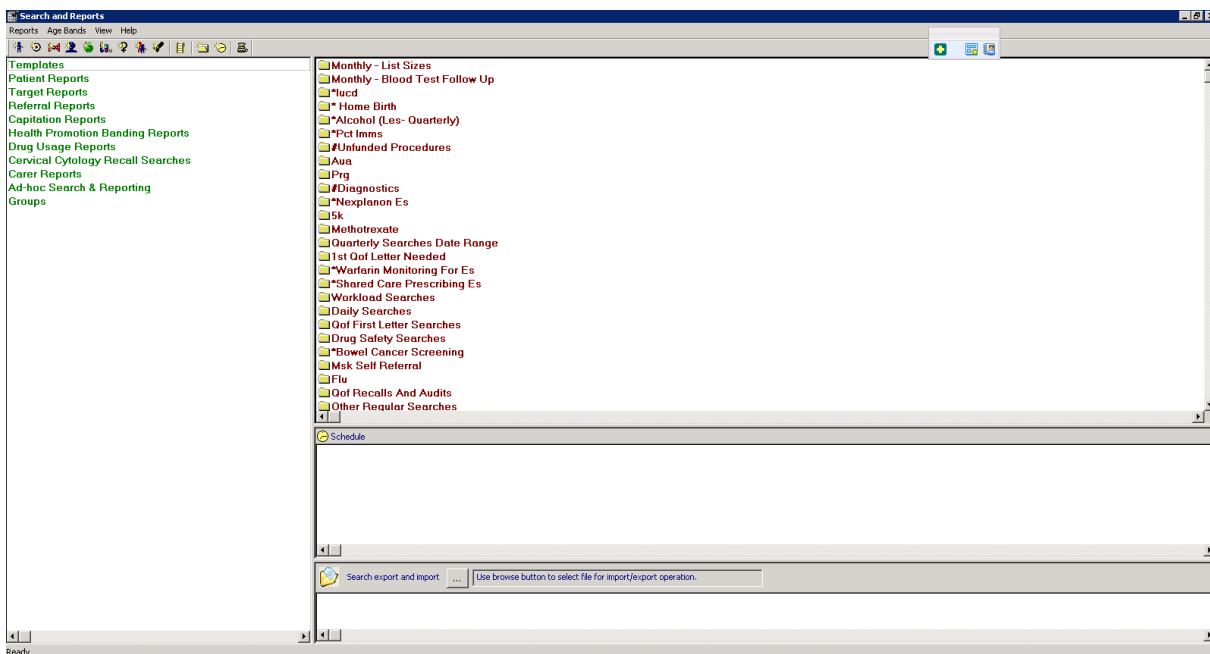 Search and Reports
Reports Age Bands View Help
Templates
Patient Reports
Target Reports
Referral Reports
Capitation Reports
Health Promotion Banding Reports
Drug Usage Reports
Cervical Cytology Recall Searches
Carer Reports
Ad-hoc Search & Reporting
Groups
Monthly - List Sizes
Monthly - Blood Test Follow Up
*Iucd
* Home Birth
*Alcohol (Les- Quarterly)
*Pct Imms
#Unfunded Procedures
Aua
Prg
#Diagnostics
*Nexplanon Es
5k
Methotrexate
Quarterly Searches Date Range
1st Qof Letter Needed
*Warfarin Monitoring For Es
*Shared Care Prescribing Es
Workload Searches
Daily Searches
Qof First Letter Searches
Drug Safety Searches
*Bowel Cancer Screening
Msk Self Referral
Flu
Qof Recalls And Audits
Other Regular Searches
Schedule
Search export and import ... Use browse button to select file for import/export operation.
Ready